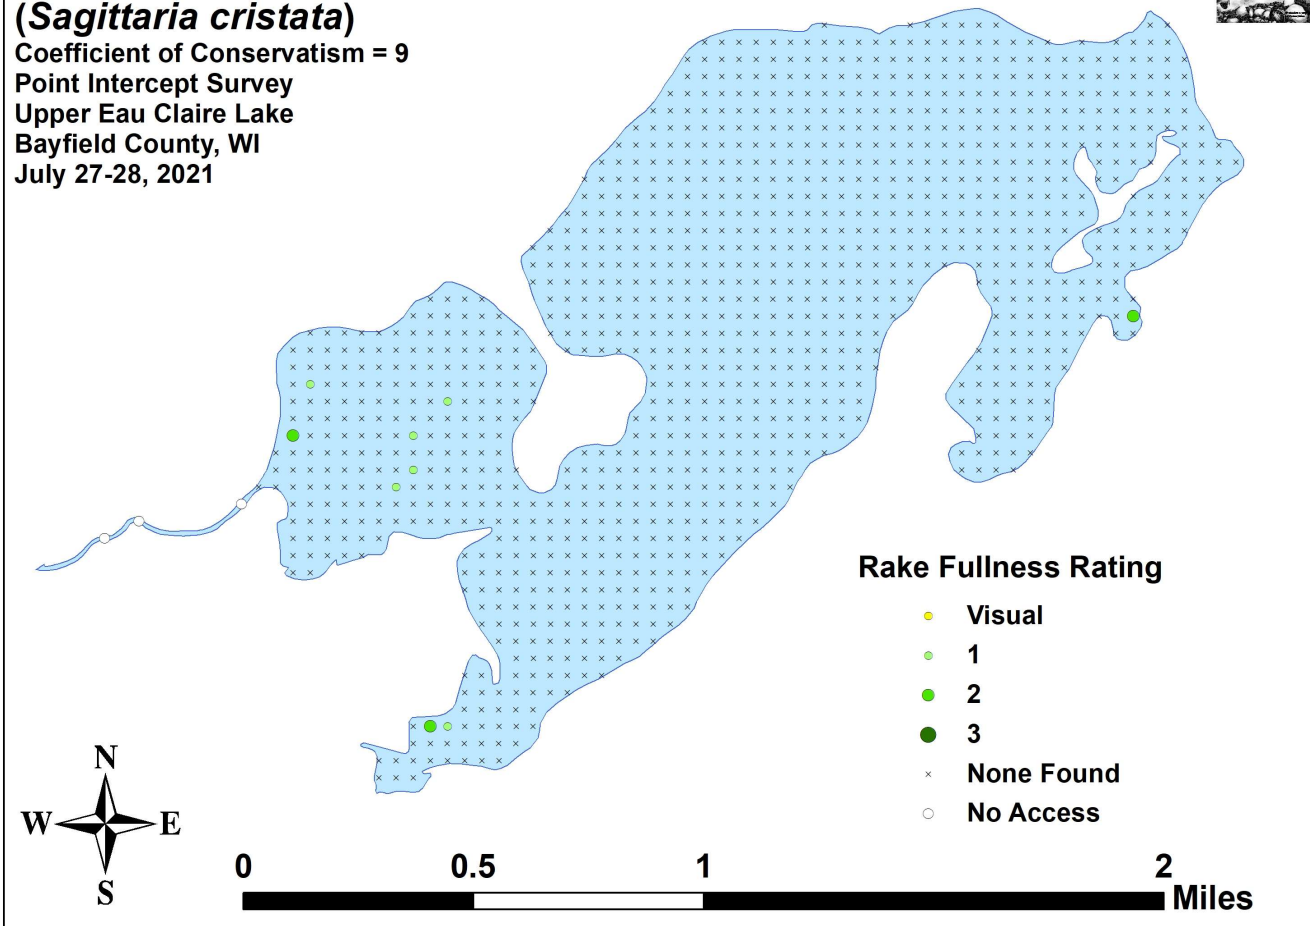 (Sagittaria cristata)
Coefficient of Conservatism = 9
Point Intercept Survey
Upper Eau Claire Lake
Bayfield County, WI
July 27-28, 2021
Rake Fullness Rating
Visual
1
2
3
None Found
No Access
N
W E
S
0 0.5 1 2
Miles